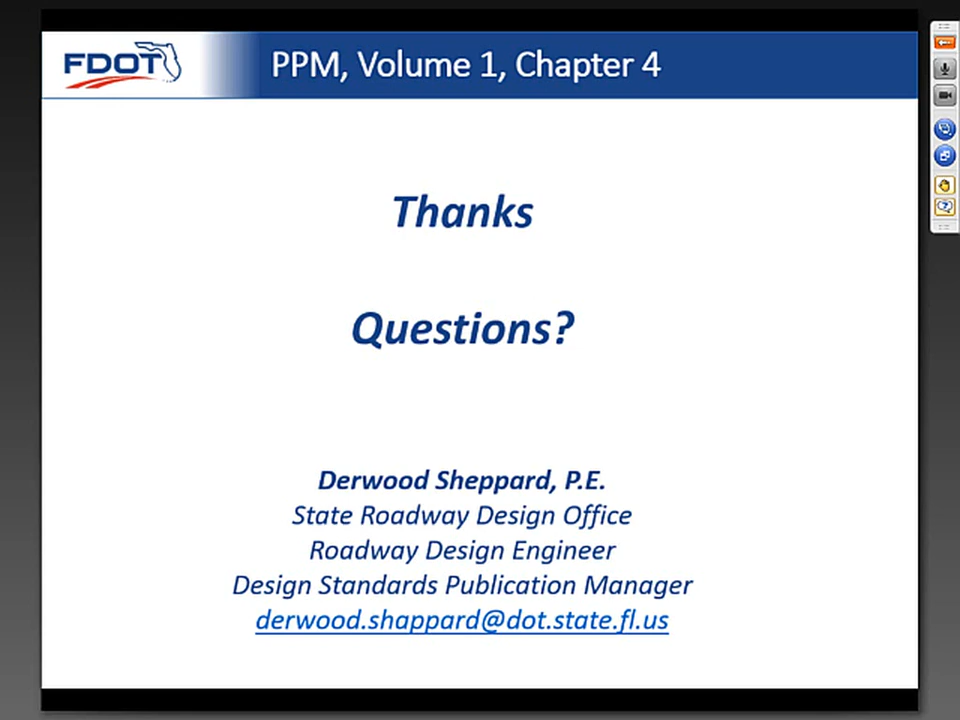 FDOT
PPM, Volume 1, Chapter 4
Thanks
Questions?
Derwood Sheppard, P.E.
State Roadway Design Office
Roadway Design Engineer
Design Standards Publication Manager
derwood.shappard@dot.state.fl.us